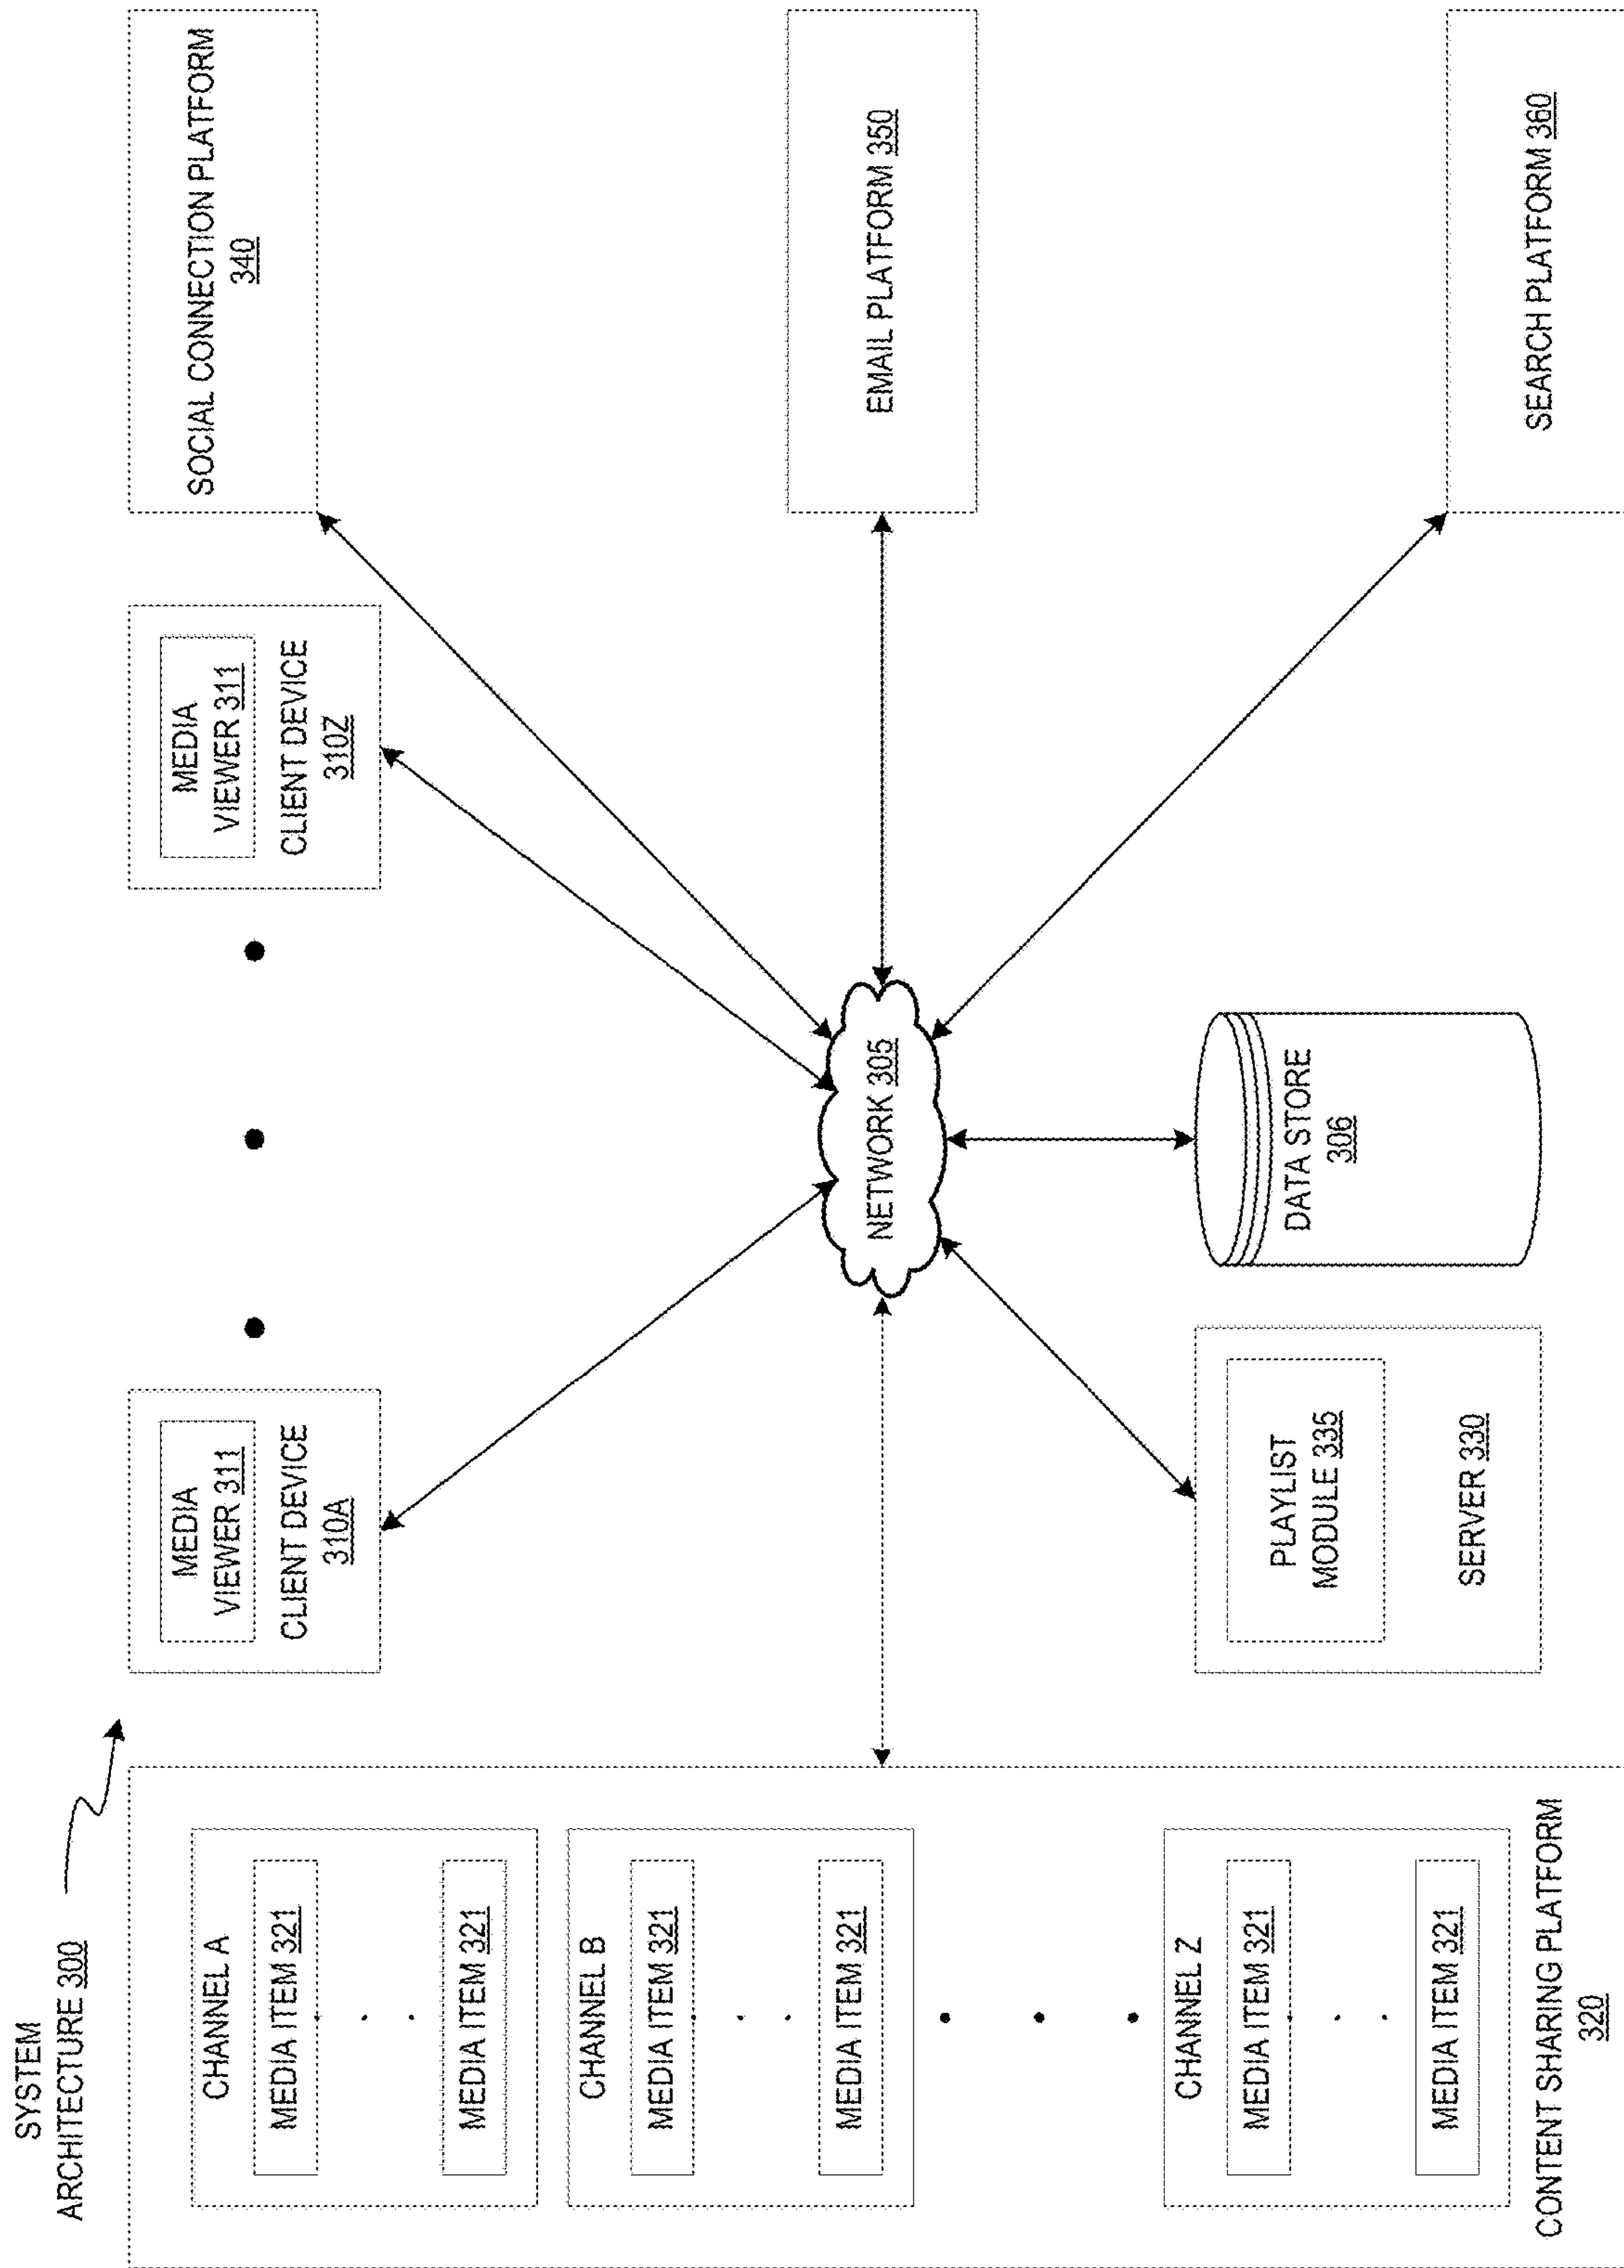 SYSTEM
ARCHITECTURE 300
CHANNEL A
MEDIA ITEM 321
MEDIA ITEM 321
CHANNEL B
MEDIA ITEM 321
MEDIA ITEM 321
CHANNEL Z
MEDIA ITEM 321
MEDIA ITEM 321
CONTENT SHARING PLATFORM
320
MEDIA
VIEWER 311
CLIENT DEVICE
310A
MEDIA
VIEWER 311
CLIENT DEVICE
310Z
NETWORK 305
PLAYLIST
MODULE 335
SERVER 330
DATA STORE
306
SOCIAL CONNECTION PLATFORM
340
EMAIL PLATFORM 350
SEARCH PLATFORM 360